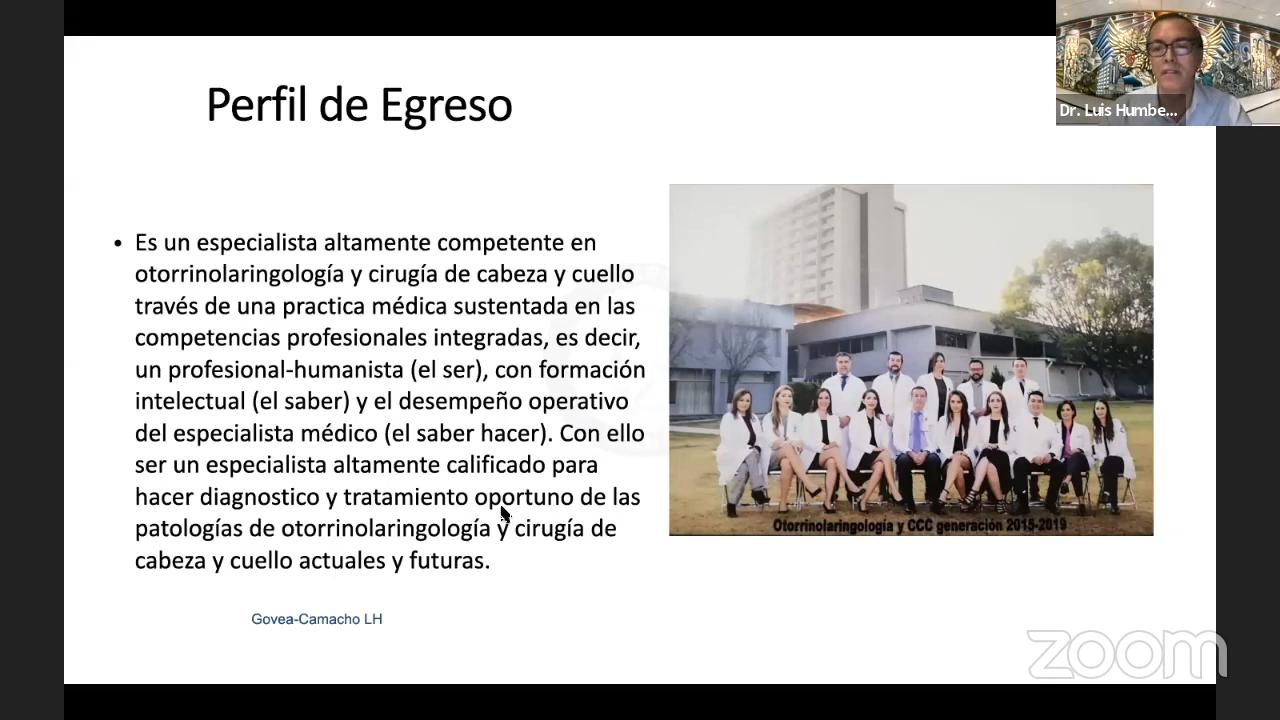 Perfil de Egreso
Dr. Luis Humbe...
• Es un especialista altamente competente en
otorrinolaringología y cirugía de cabeza y cuello
través de una practica médica sustentada en las
competencias profesionales integradas, es decir,
un profesional-humanista (el ser), con formación
intelectual (el saber) y el desempeño operativo
del especialista médico (el saber hacer). Con ello
ser un especialista altamente calificado para
hacer diagnostico y tratamiento oportuno de las
patologías de otorrinolaringología y cirugía de
cabeza y cuello actuales y futuras.
Otorrinolaringología y CCC generación 2015-2019
Govea-Camacho LH
zoom